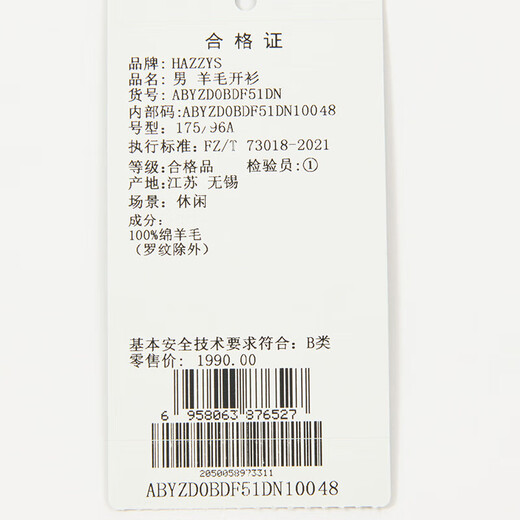 合格证
品牌: HAZZYS
品名: 男 羊毛开衫
货号: ABYZD0BDF51DN
内部码: ABYZD0BDF51DN10048
号型: 175/96A
执行标准: FZ/T 73018-2021
等级: 合格品 检验员: ①
产地: 江苏 无锡
场景: 休闲
成分:
100%绵羊毛
（罗纹除外）
基本安全技术要求符合: B类
零售价: 1990.00
6 958063 876527
2050058973311
ABYZD0BDF51DN10048